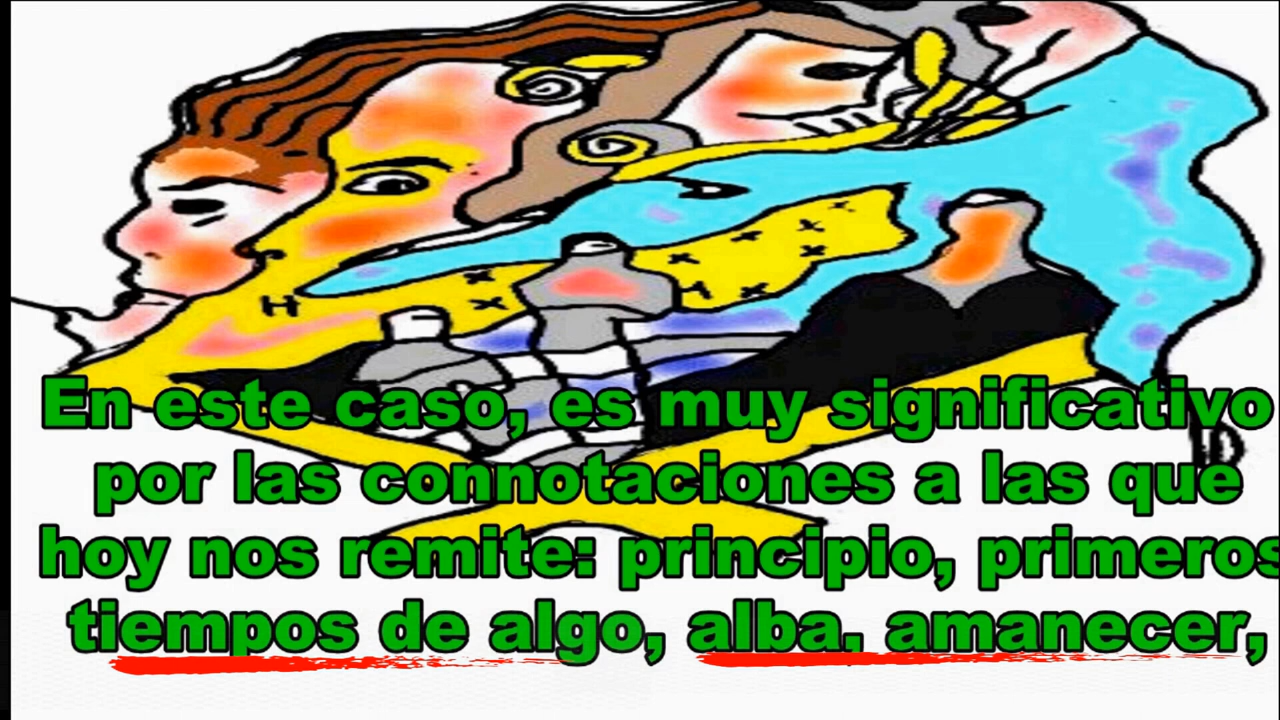 En este caso, es muy significativo
por las connotaciones a las que
hoy nos remite: principio, primeros
tiempos de algo, alba, amanecer,